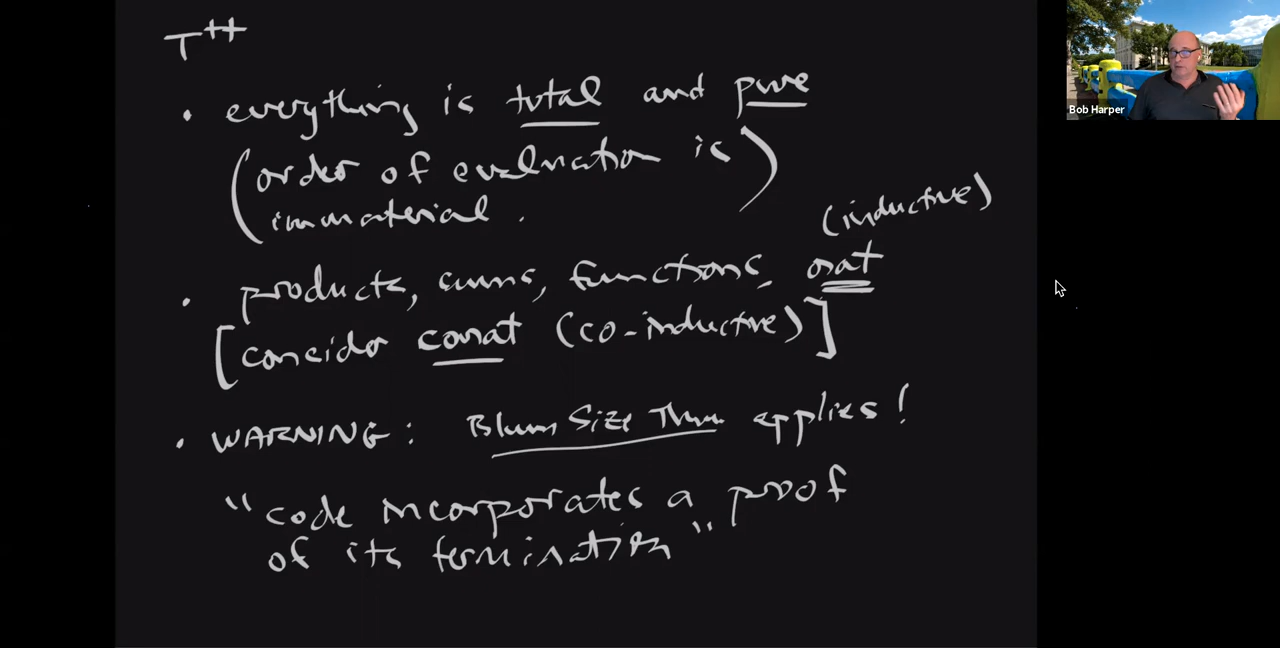 T++
• everything is total and pure
(order of evaluation is
immaterial.)
(inductive)
• products, sums, functions, nat
[consider conat (co-inductive)]
• WARNING: Blum Size Thm applies!
"code incorporates a proof
of its termination"
Bob Harper